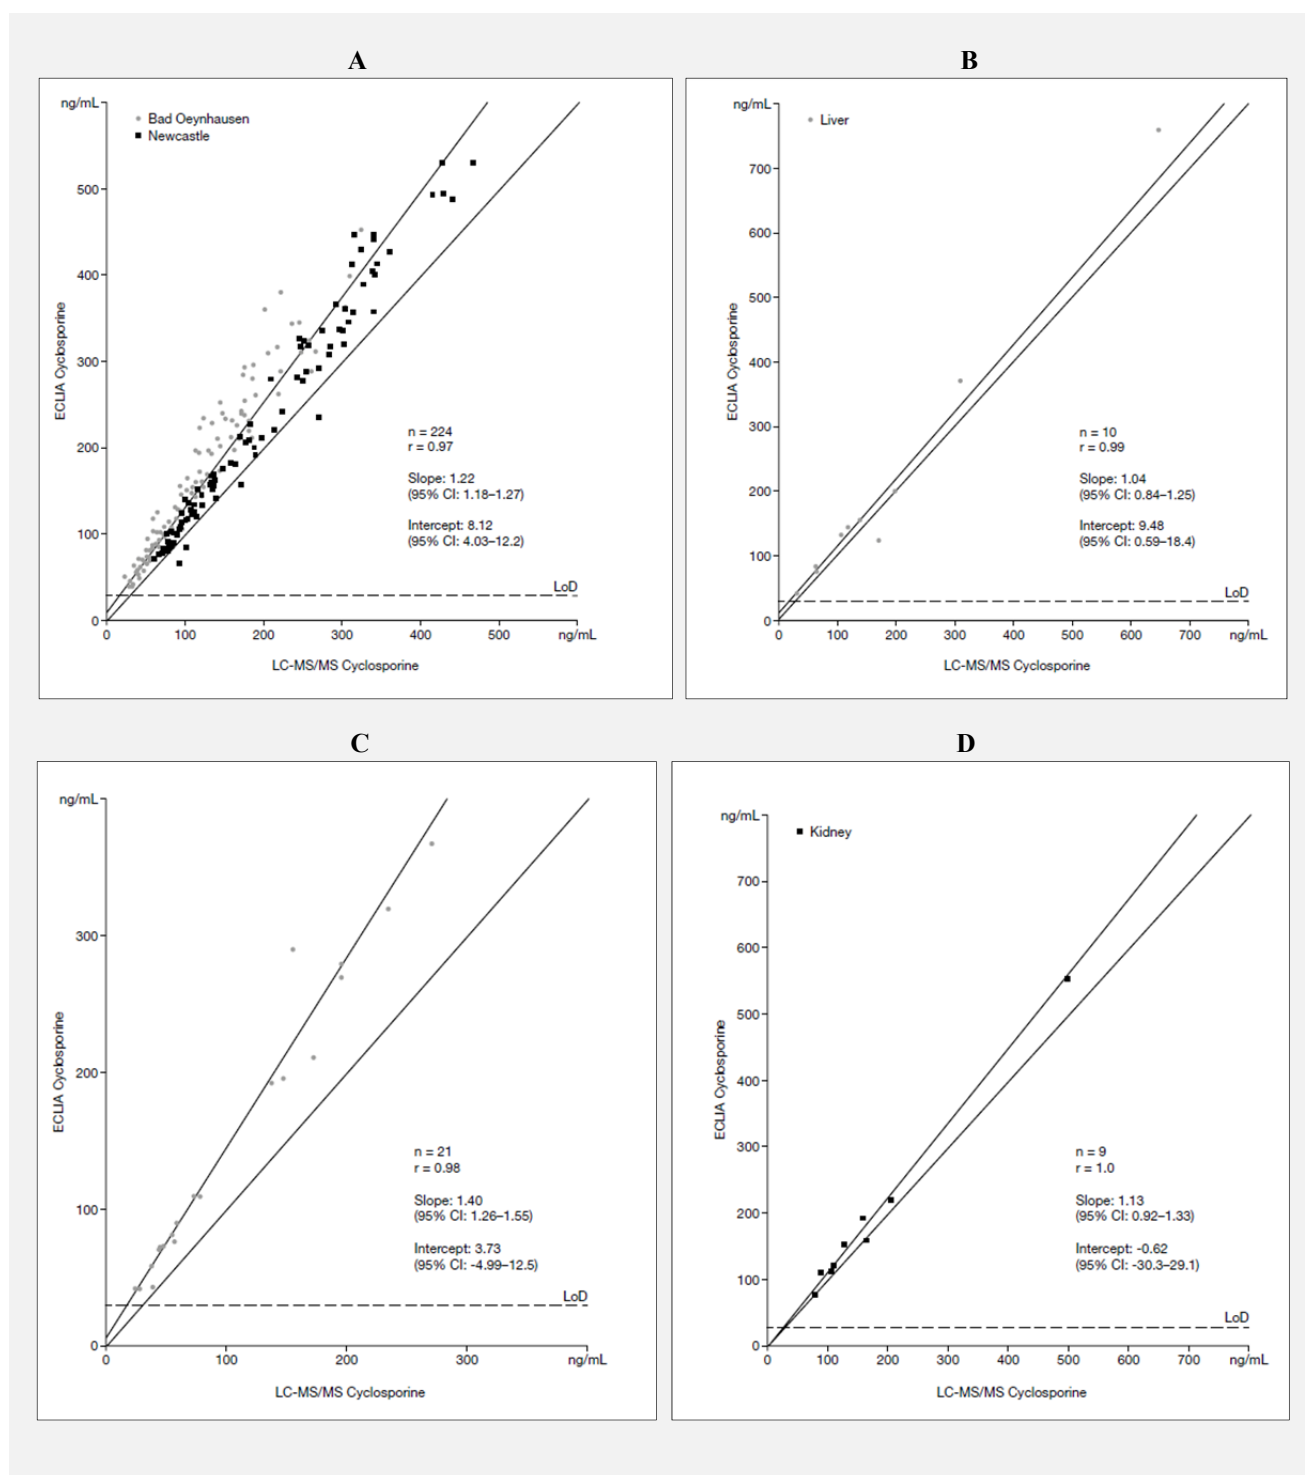 A
ng/mL
Bad Oeynhausen
Newcastle
500
400
300
200
100
0
ECLIA Cyclosporine
n = 224
r = 0.97
Slope: 1.22
(95% CI: 1.18–1.27)
Intercept: 8.12
(95% CI: 4.03–12.2)
LoD
0 100 200 300 400 500 ng/mL
LC-MS/MS Cyclosporine
B
ng/mL
Liver
700
600
500
400
300
200
100
0
ECLIA Cyclosporine
n = 10
r = 0.99
Slope: 1.04
(95% CI: 0.84–1.25)
Intercept: 9.48
(95% CI: 0.59–18.4)
LoD
0 100 200 300 400 500 600 700 ng/mL
LC-MS/MS Cyclosporine
C
ng/mL
300
200
100
0
ECLIA Cyclosporine
n = 21
r = 0.98
Slope: 1.40
(95% CI: 1.26–1.55)
Intercept: 3.73
(95% CI: -4.99–12.5)
LoD
0 100 200 300 ng/mL
LC-MS/MS Cyclosporine
D
ng/mL
Kidney
700
600
500
400
300
200
100
0
ECLIA Cyclosporine
n = 9
r = 1.0
Slope: 1.13
(95% CI: 0.92–1.33)
Intercept: -0.62
(95% CI: -30.3–29.1)
LoD
0 100 200 300 400 500 600 700 ng/mL
LC-MS/MS Cyclosporine